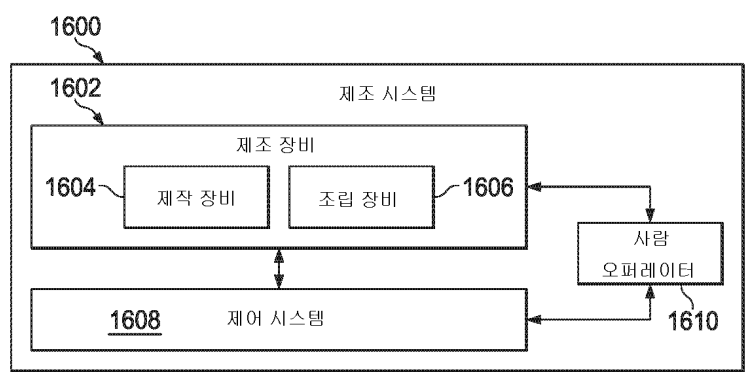 1600
제조 시스템
1602
제조 장비
1604
제작 장비
조립 장비
1606
사람
오퍼레이터
1610
1608
제어 시스템